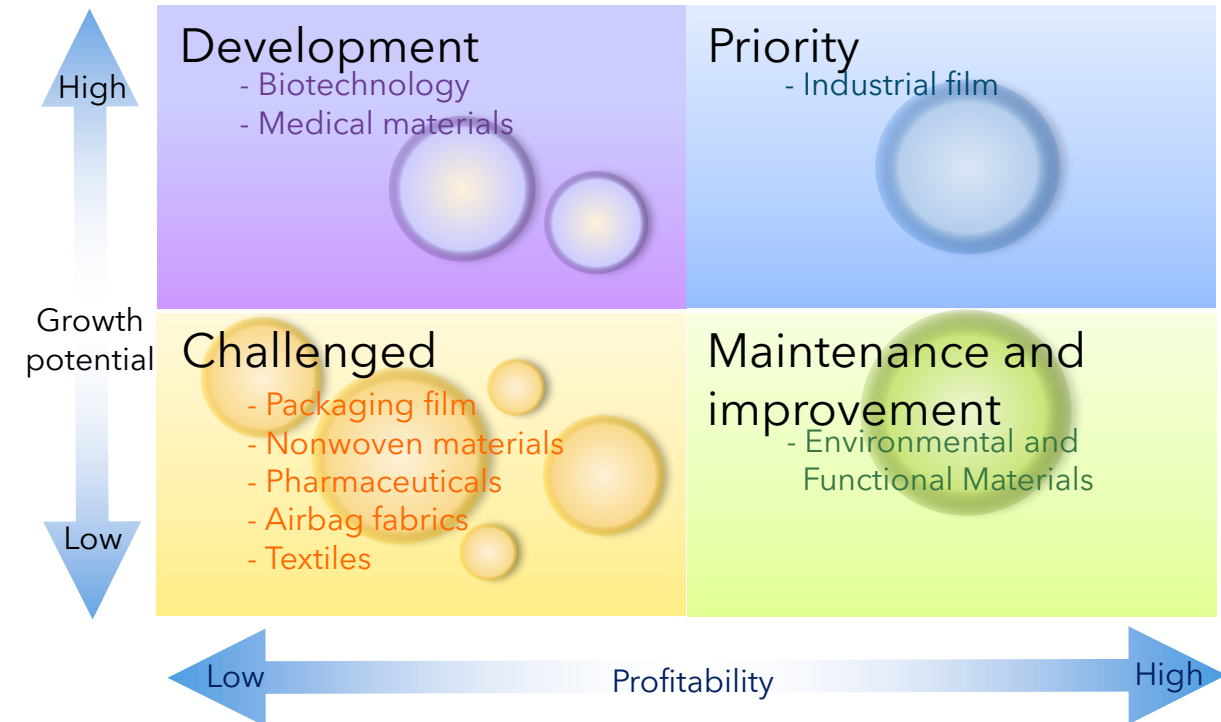 High
Growth
potential
Low
Development
- Biotechnology
- Medical materials
Priority
- Industrial film
Challenged
- Packaging film
- Nonwoven materials
- Pharmaceuticals
- Airbag fabrics
- Textiles
Maintenance and
improvement
- Environmental and
Functional Materials
Low
Profitability
High